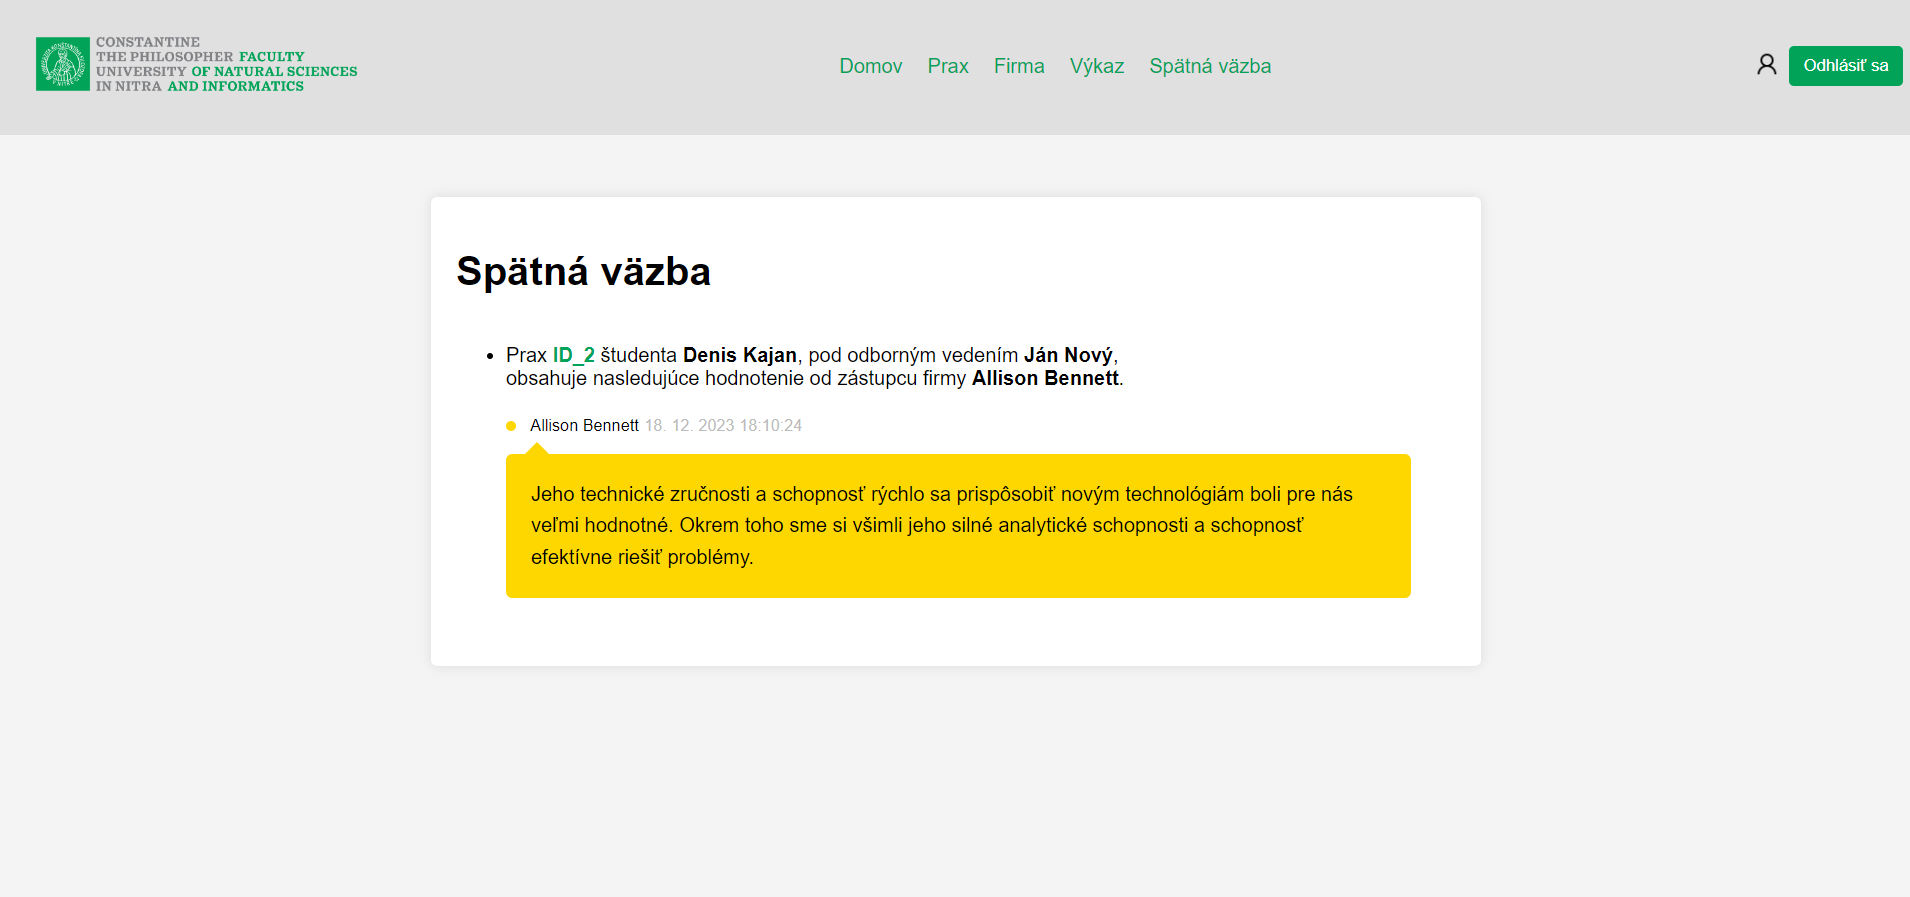 CONSTANTINE
THE PHILOSOPHER FACULTY
UNIVERSITY OF NATURAL SCIENCES
IN NITRA AND INFORMATICS
Domov Prax Firma Výkaz Spätná väzba
Odhlásiť sa
Spätná väzba
Prax ID_2 študenta Denis Kajan, pod odborným vedením Ján Nový,
obsahuje nasledujúce hodnotenie od zástupcu firmy Allison Bennett.
Allison Bennett 18. 12. 2023 18:10:24
Jeho technické zručnosti a schopnosť rýchlo sa prispôsobiť novým technológiám boli pre nás
veľmi hodnotné. Okrem toho sme si všimli jeho silné analytické schopnosti a schopnosť
efektívne riešiť problémy.